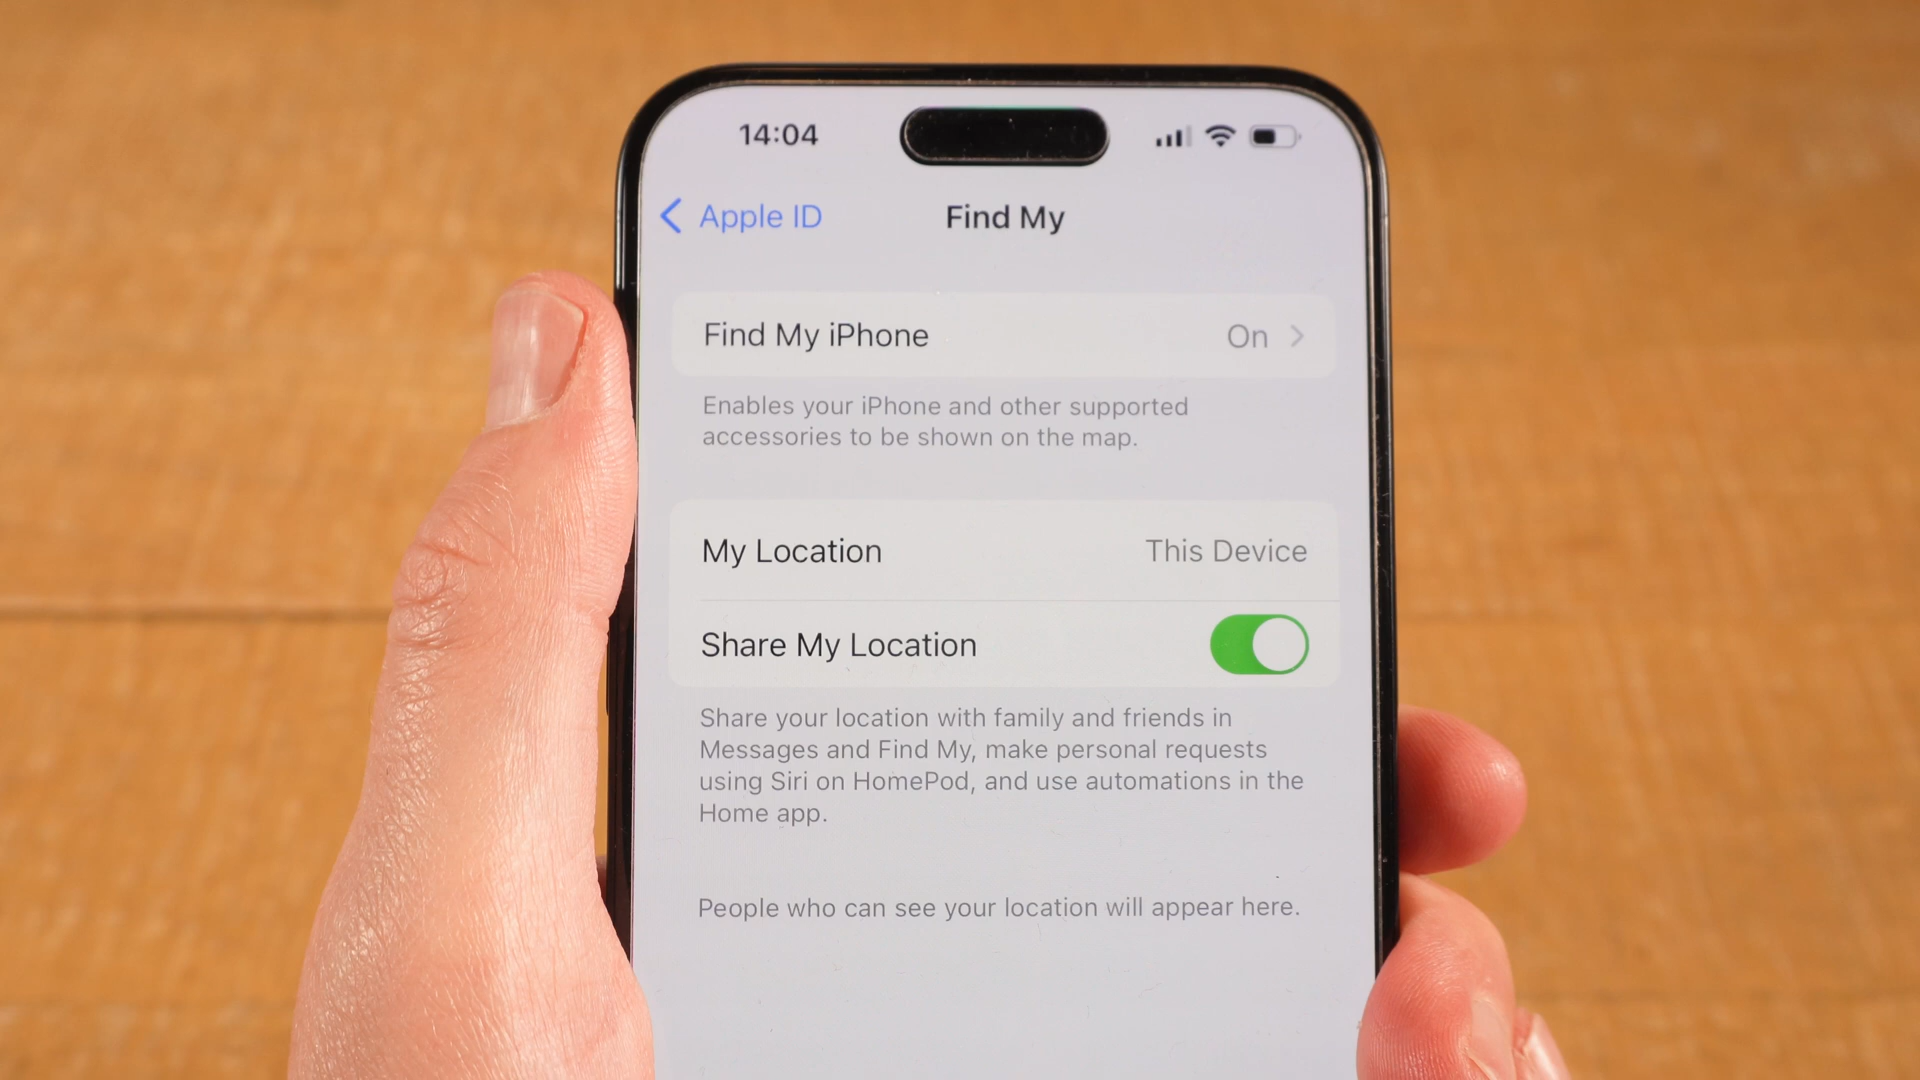 14:04
Apple ID
Find My
Find My iPhone
On
Enables your iPhone and other supported
accessories to be shown on the map.
My Location
This Device
Share My Location
Share your location with family and friends in
Messages and Find My, make personal requests
using Siri on HomePod, and use automations in the
Home app.
People who can see your location will appear here.